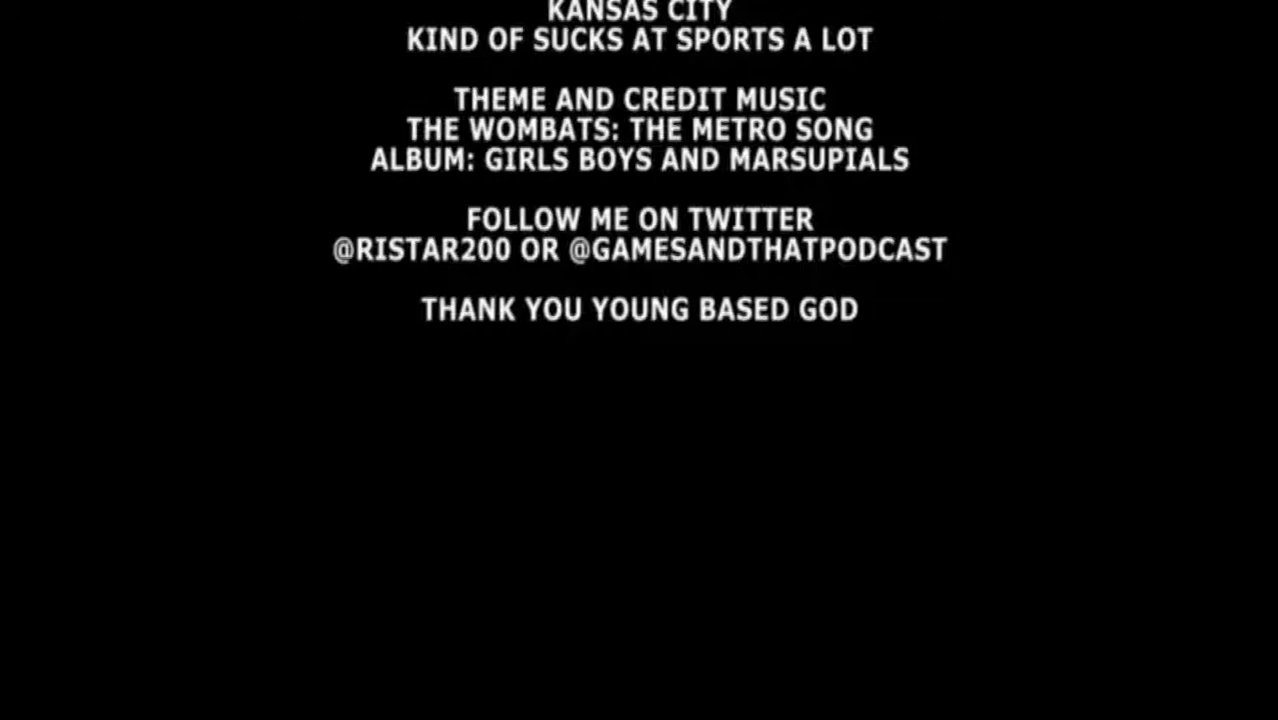 KANSAS CITY
KIND OF SUCKS AT SPORTS A LOT
THEME AND CREDIT MUSIC
THE WOMBATS: THE METRO SONG
ALBUM: GIRLS BOYS AND MARSUPIALS
FOLLOW ME ON TWITTER
@RISTAR200 OR @GAMESANDTHATPODCAST
THANK YOU YOUNG BASED GOD